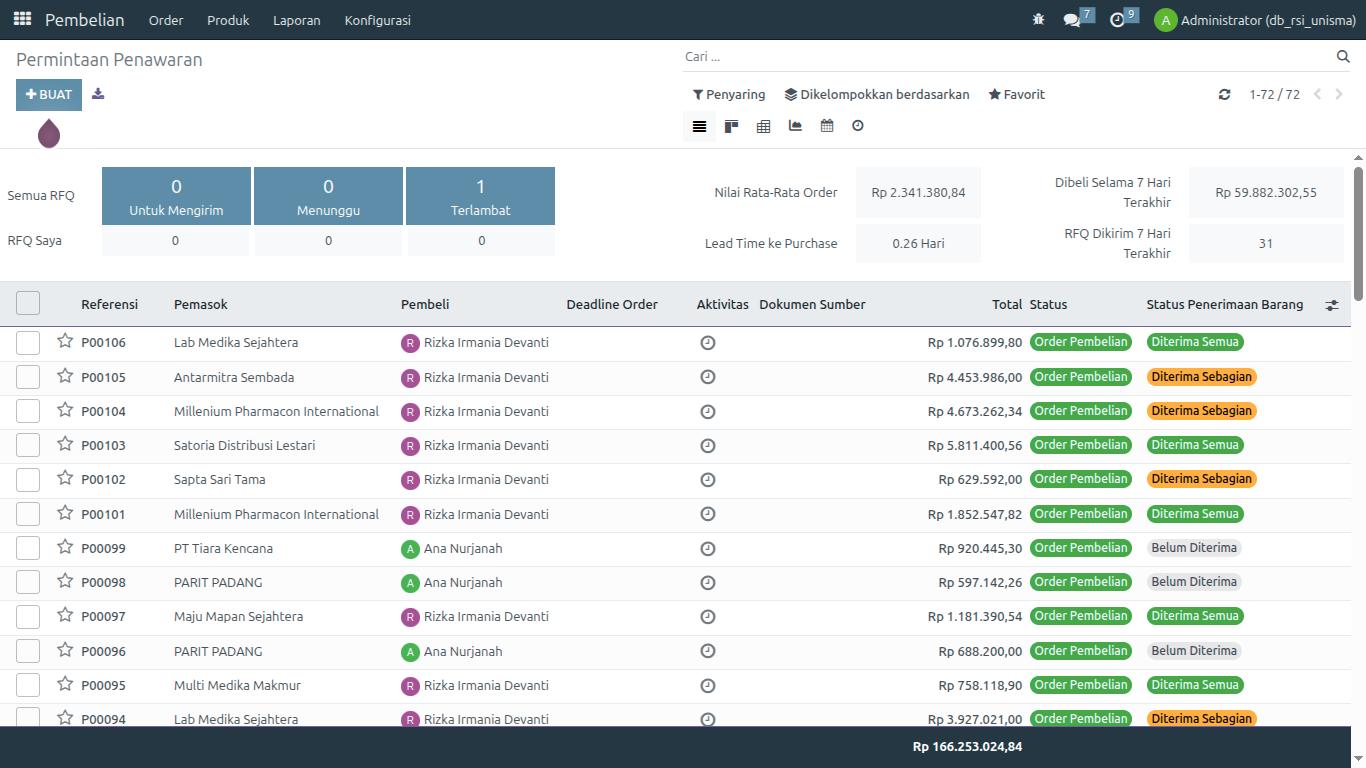 Pembelian Order Produk Laporan Konfigurasi 7 9 A Administrator (db_rsi_unisma)
Permintaan Penawaran Cari ...
BUAT Penyaring Dikelompokkan berdasarkan Favorit 1-72 / 72
Semua RFQ 0 Untuk Mengirim 0 Menunggu 1 Terlambat
RFQ Saya 0 0 0
Nilai Rata-Rata Order Rp 2.341.380,84 Dibeli Selama 7 Hari Terakhir Rp 59.882.302,55
Lead Time ke Purchase 0.26 Hari RFQ Dikirim 7 Hari Terakhir 31
Referensi Pemasok Pembeli Deadline Order Aktivitas Dokumen Sumber Total Status Status Penerimaan Barang
P00106 Lab Medika Sejahtera R Rizka Irmania Devanti Rp 1.076.899,80 Order Pembelian Diterima Semua
P00105 Antarmitra Sembada R Rizka Irmania Devanti Rp 4.453.986,00 Order Pembelian Diterima Sebagian
P00104 Millenium Pharmacon International R Rizka Irmania Devanti Rp 4.673.262,34 Order Pembelian Diterima Sebagian
P00103 Satoria Distribusi Lestari R Rizka Irmania Devanti Rp 5.811.400,56 Order Pembelian Diterima Semua
P00102 Sapta Sari Tama R Rizka Irmania Devanti Rp 629.592,00 Order Pembelian Diterima Sebagian
P00101 Millenium Pharmacon International R Rizka Irmania Devanti Rp 1.852.547,82 Order Pembelian Diterima Semua
P00099 PT Tiara Kencana A Ana Nurjanah Rp 920.445,30 Order Pembelian Belum Diterima
P00098 PARIT PADANG A Ana Nurjanah Rp 597.142,26 Order Pembelian Belum Diterima
P00097 Maju Mapan Sejahtera R Rizka Irmania Devanti Rp 1.181.390,54 Order Pembelian Diterima Semua
P00096 PARIT PADANG A Ana Nurjanah Rp 688.200,00 Order Pembelian Belum Diterima
P00095 Multi Medika Makmur R Rizka Irmania Devanti Rp 758.118,90 Order Pembelian Diterima Semua
P00094 Lab Medika Sejahtera R Rizka Irmania Devanti Rp 3.927.021,00 Order Pembelian Diterima Sebagian
Rp 166.253.024,84